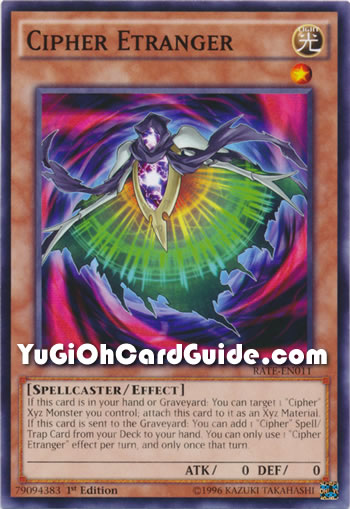 CIPHER ETRANGER
LIGHT
光
YuGiOhCardGuide.com
RATE-EN011
[SPELLCASTER/EFFECT]
If this card is in your hand or Graveyard: You can target 1 "Cipher"
Xyz Monster you control; attach this card to it as an Xyz Material.
If this card is sent to the Graveyard: You can add 1 "Cipher" Spell/
Trap Card from your Deck to your hand. You can only use 1 "Cipher
Etranger" effect per turn, and only once that turn.
ATK/ 0 DEF/ 0
79094383 1st Edition ©1996 KAZUKI TAKAHASHI